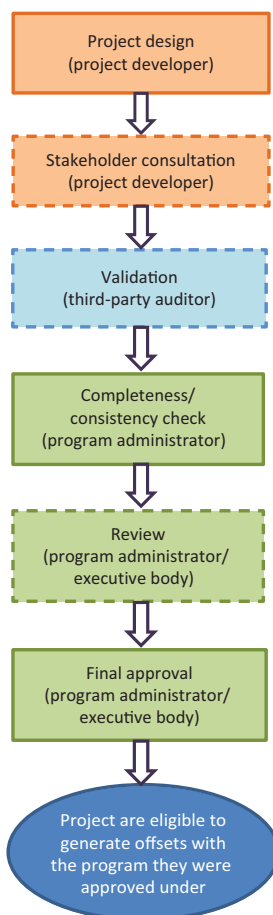 Project design
(project developer)
Stakeholder consultation
(project developer)
Validation
(third-party auditor)
Completeness/
consistency check
(program administrator)
Review
(program administrator/
executive body)
Final approval
(program administrator/
executive body)
Project are eligible to
generate offsets with
the program they were
approved under